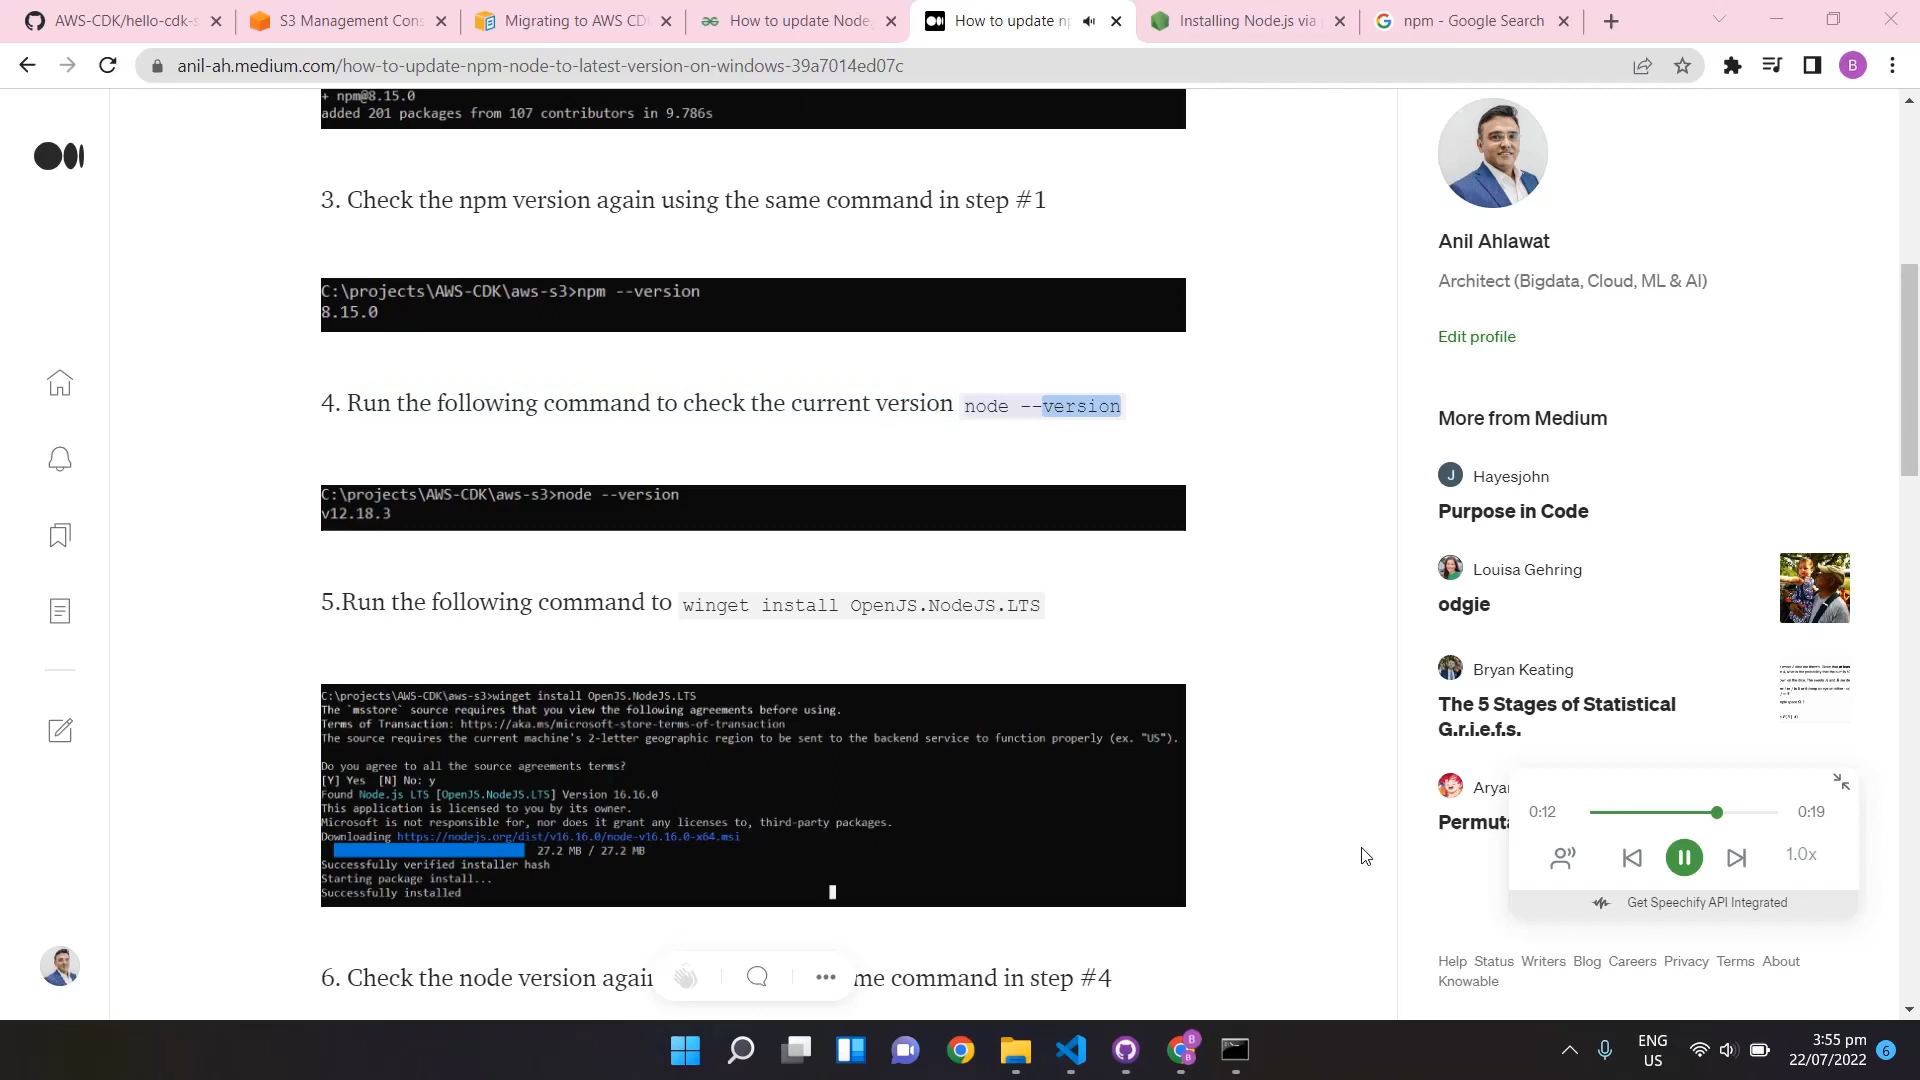 AWS-CDK/hello-cdk-s
S3 Management Cons
Migrating to AWS CD
How to update Node.
How to update np
Installing Node.js via
npm - Google Search
anil-ah.medium.com/how-to-update-npm-node-to-latest-version-on-windows-39a7014ed07c
B
+ npm@8.15.0
added 201 packages from 107 contributors in 9.786s
3. Check the npm version again using the same command in step #1
C:\projects\AWS-CDK\aws-s3>npm --version
8.15.0
4. Run the following command to check the current version node --version
C:\projects\AWS-CDK\aws-s3>node --version
v12.18.3
5.Run the following command to winget install OpenJS.NodeJS.LTS
C:\projects\AWS-CDK\aws-s3>winget install OpenJS.NodeJS.LTS
The `msstore` source requires that you view the following agreements before using.
Terms of Transaction: https://aka.ms/microsoft-store-terms-of-transaction
The source requires the current machine's 2-letter geographic region to be sent to the backend service to function properly (ex. "US").
Do you agree to all the source agreements terms?
[Y] Yes [N] No: y
Found Node.js LTS [OpenJS.NodeJS.LTS] Version 16.16.0
This application is licensed to you by its owner.
Microsoft is not responsible for, nor does it grant any licenses to, third-party packages.
Downloading https://nodejs.org/dist/v16.16.0/node-v16.16.0-x64.msi
27.2 MB / 27.2 MB
Successfully verified installer hash
Starting package install...
Successfully installed
6. Check the node version again me command in step #4
Anil Ahlawat
Architect (Bigdata, Cloud, ML & AI)
Edit profile
More from Medium
J Hayesjohn
Purpose in Code
Louisa Gehring
odgie
Bryan Keating
The 5 Stages of Statistical
G.r.i.e.f.s.
Aryan
Permuta
0:12
0:19
1.0x
Get Speechify API Integrated
Help Status Writers Blog Careers Privacy Terms About
Knowable
ENG
US
3:55 pm
22/07/2022
6